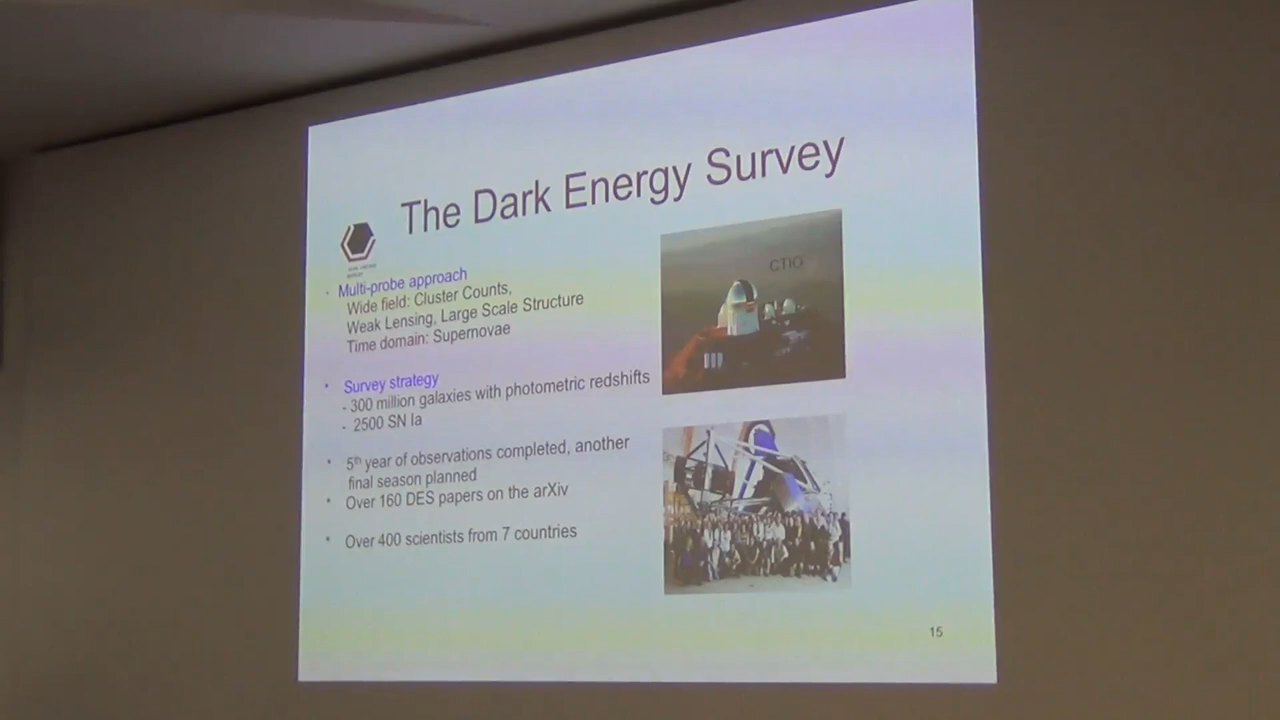 The Dark Energy Survey
CTIO
• Multi-probe approach
Wide field: Cluster Counts,
Weak Lensing, Large Scale Structure
Time domain: Supernovae
• Survey strategy
- 300 million galaxies with photometric redshifts
- 2500 SN Ia
• 5th year of observations completed, another
final season planned
• Over 160 DES papers on the arXiv
• Over 400 scientists from 7 countries
15